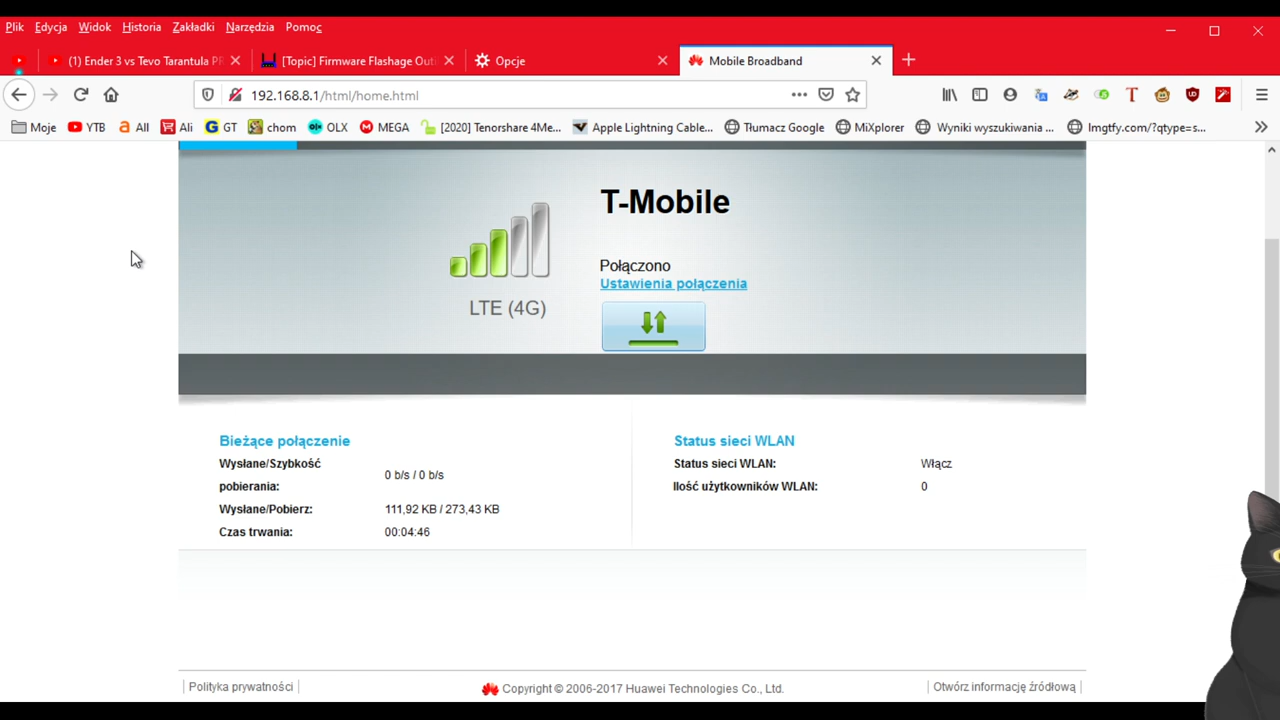 Plik Edycja Widok Historia Zakładki Narzędzia Pomoc
(1) Ender 3 vs Tevo Tarantula PR [Topic] Firmware Flashage Outi Opcje Mobile Broadband
192.168.8.1/html/home.html
Moje YTB All Ali GT chom OLX MEGA [2020] Tenorshare 4Me... Apple Lightning Cable... Tłumacz Google MiXplorer Wyniki wyszukiwania ... lmgtfy.com/?qtype=s...
T-Mobile
Połączono
Ustawienia połączenia
LTE (4G)
Bieżące połączenie
Wysłane/Szybkość
pobierania:
0 b/s / 0 b/s
Wysłane/Pobierz: 111,92 KB / 273,43 KB
Czas trwania: 00:04:46
Status sieci WLAN
Status sieci WLAN: Włącz
Ilość użytkowników WLAN: 0
Polityka prywatności
Copyright © 2006-2017 Huawei Technologies Co., Ltd.
Otwórz informację źródłową